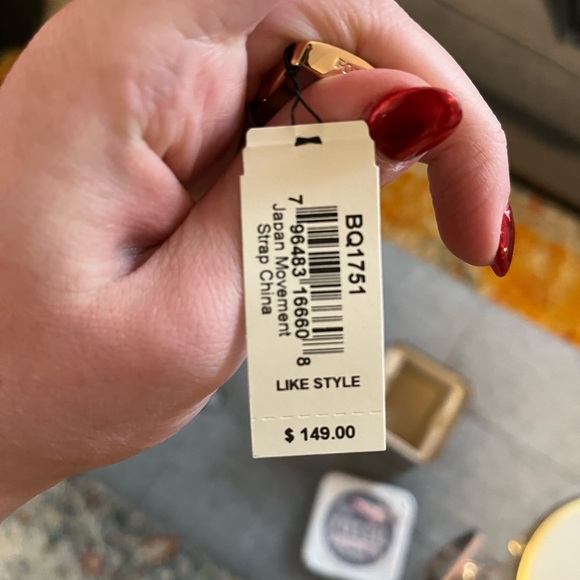 BQ1751
7 96483 16660 8
Japan Movement
Strap China
LIKE STYLE
$ 149.00